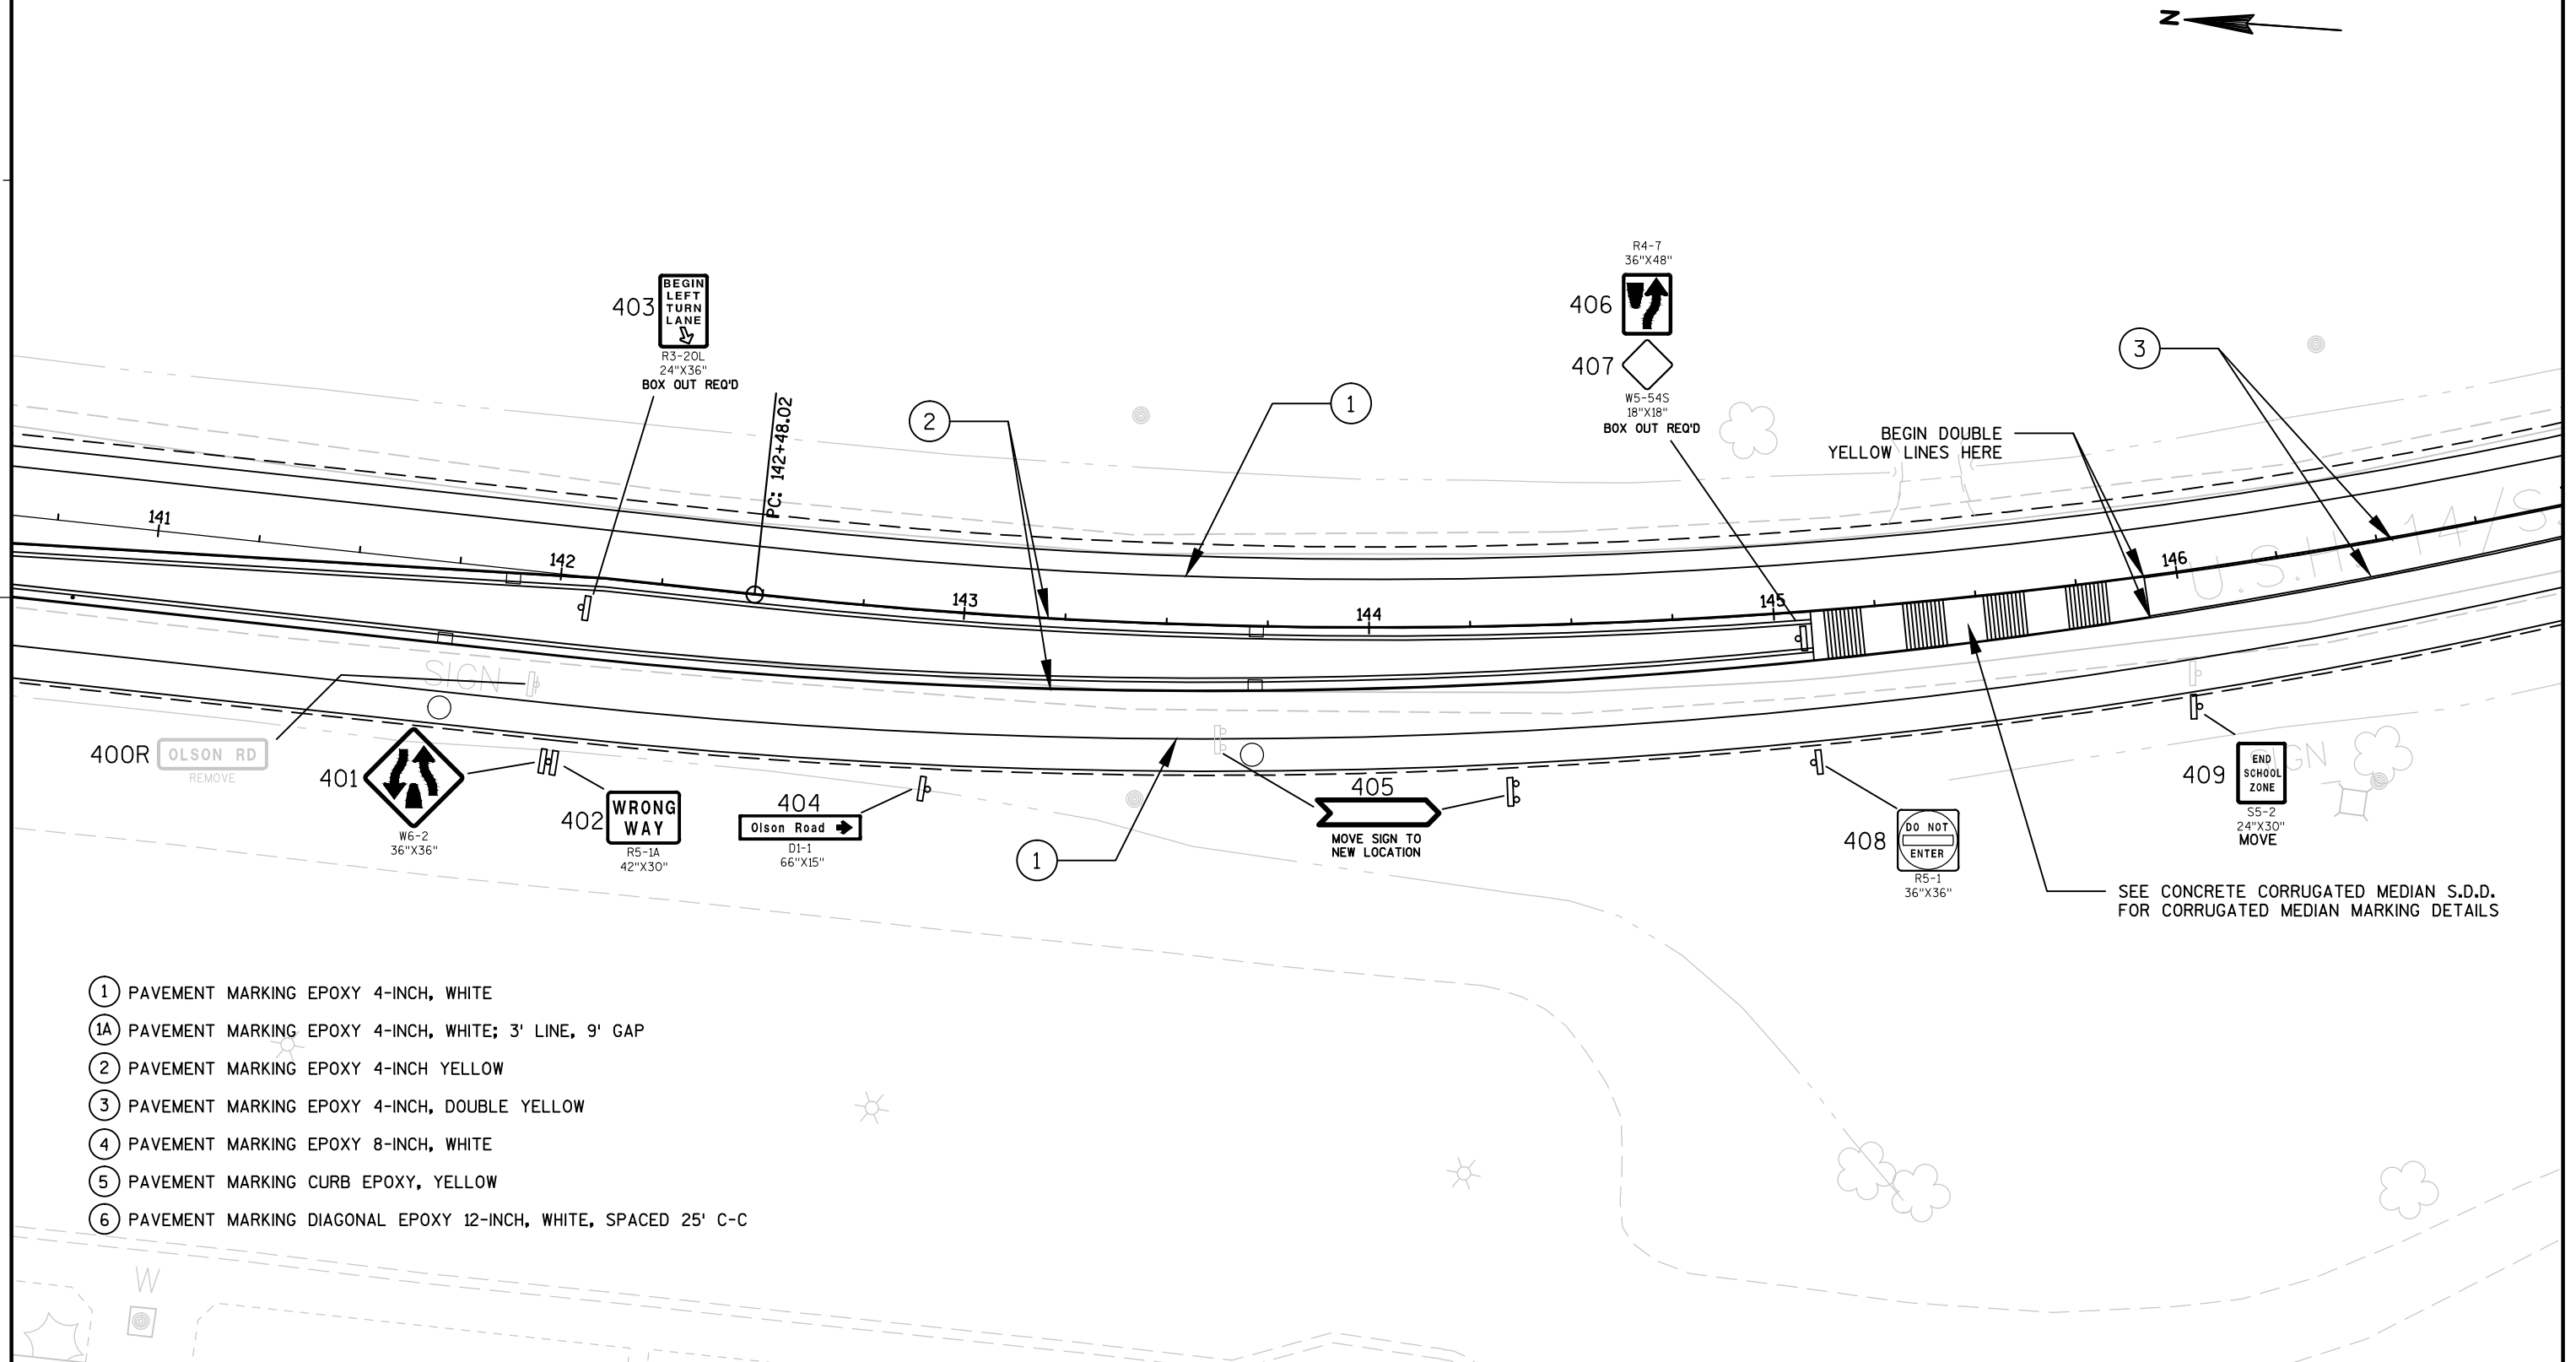 N
R4-7
36"X48"
406
407
W5-54S
18"X18"
BOX OUT REQ'D
403
BEGIN
LEFT
TURN
LANE
R3-20L
24"X36"
BOX OUT REQ'D
PC: 142+48.02
2
1
3
BEGIN DOUBLE
YELLOW LINES HERE
141
142
143
144
145
146
U.S.H. 14/S.
SIGN
400R
OLSON RD
REMOVE
401
W6-2
36"X36"
402
WRONG
WAY
R5-1A
42"X30"
404
Olson Road
D1-1
66"X15"
1
405
MOVE SIGN TO
NEW LOCATION
408
DO NOT
ENTER
R5-1
36"X36"
409
END
SCHOOL
ZONE
S5-2
24"X30"
MOVE
SIGN
SEE CONCRETE CORRUGATED MEDIAN S.D.D.
FOR CORRUGATED MEDIAN MARKING DETAILS
1 PAVEMENT MARKING EPOXY 4-INCH, WHITE
1A PAVEMENT MARKING EPOXY 4-INCH, WHITE; 3' LINE, 9' GAP
2 PAVEMENT MARKING EPOXY 4-INCH YELLOW
3 PAVEMENT MARKING EPOXY 4-INCH, DOUBLE YELLOW
4 PAVEMENT MARKING EPOXY 8-INCH, WHITE
5 PAVEMENT MARKING CURB EPOXY, YELLOW
6 PAVEMENT MARKING DIAGONAL EPOXY 12-INCH, WHITE, SPACED 25' C-C
W